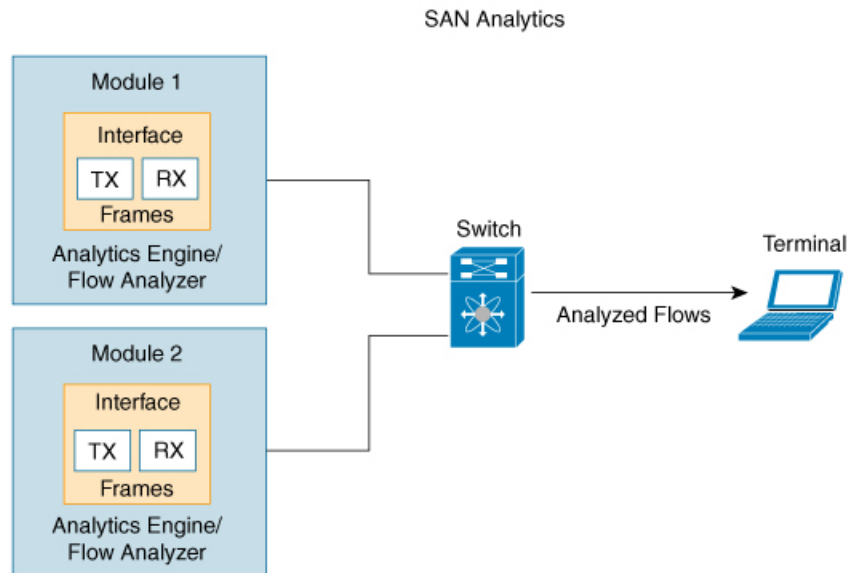 SAN Analytics
Module 1
Interface
TX RX
Frames
Analytics Engine/
Flow Analyzer
Switch
Analyzed Flows
Terminal
Module 2
Interface
TX RX
Frames
Analytics Engine/
Flow Analyzer